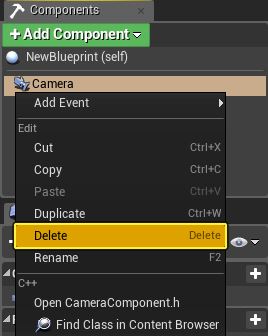 Components
Add Component
NewBlueprint (self)
Camera
Add Event
Edit
Cut Ctrl+X
Copy Ctrl+C
Paste Ctrl+V
Duplicate Ctrl+W
Delete Delete
Rename F2
C++
Open CameraComponent.h
Find Class in Content Browser